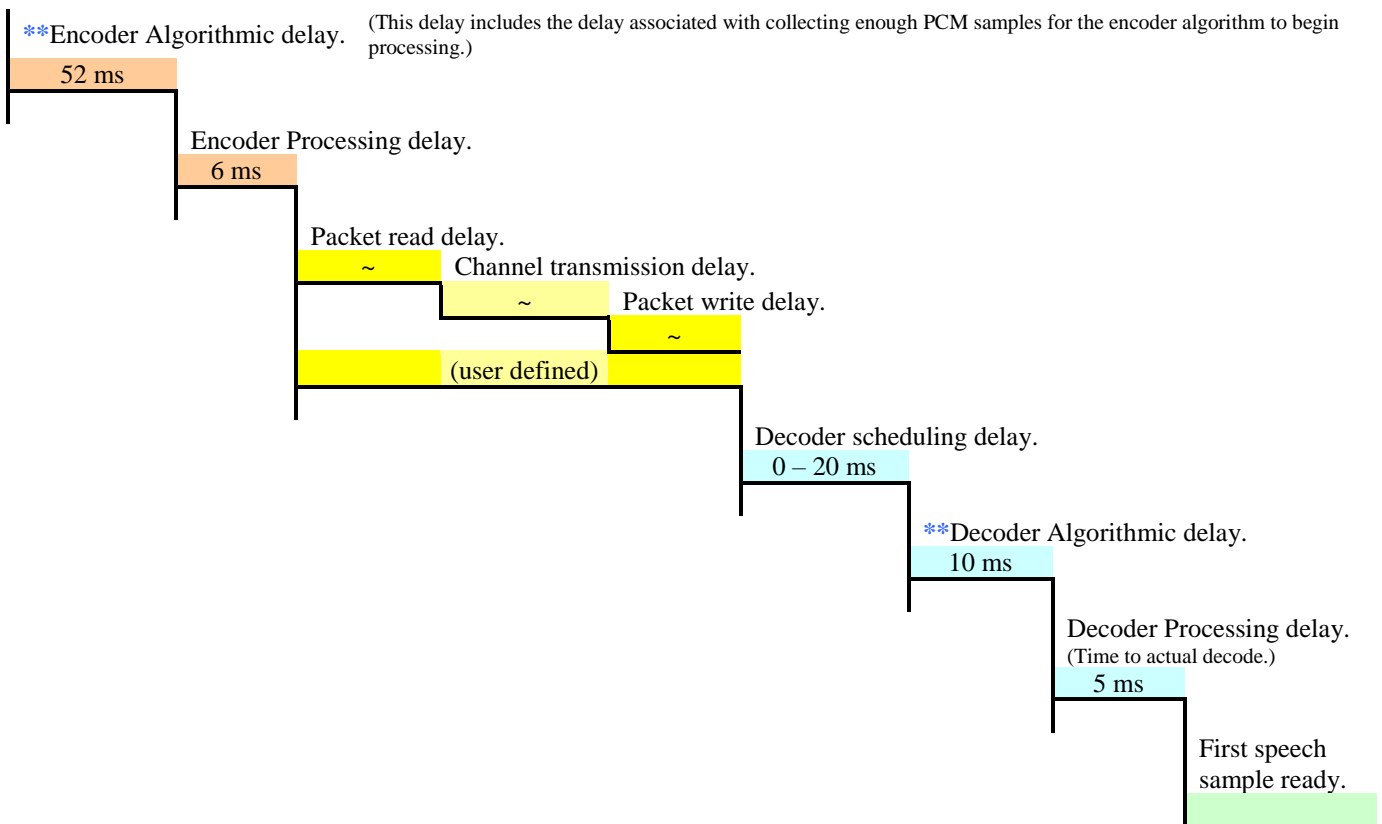 **Encoder Algorithmic delay.
(This delay includes the delay associated with collecting enough PCM samples for the encoder algorithm to begin
processing.)
52 ms
Encoder Processing delay.
6 ms
Packet read delay.
~
Channel transmission delay.
~
Packet write delay.
~
(user defined)
Decoder scheduling delay.
0 – 20 ms
**Decoder Algorithmic delay.
10 ms
Decoder Processing delay.
(Time to actual decode.)
5 ms
First speech
sample ready.